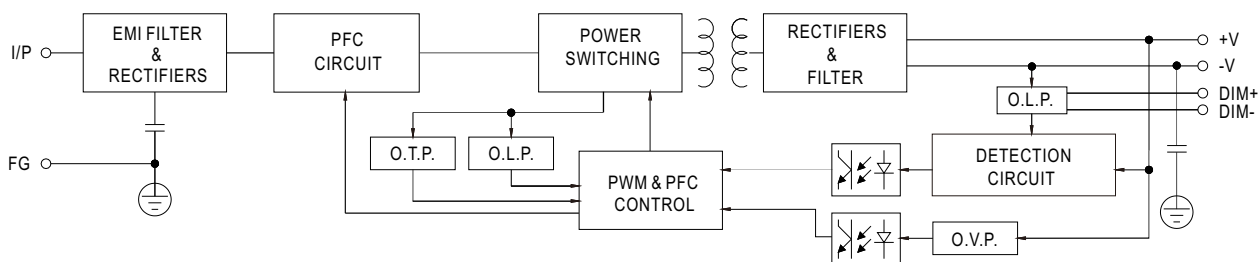 I/P
EMI FILTER
&
RECTIFIERS
PFC
CIRCUIT
POWER
SWITCHING
RECTIFIERS
&
FILTER
+V
-V
DIM+
DIM-
O.L.P.
FG
O.T.P.
O.L.P.
PWM & PFC
CONTROL
DETECTION
CIRCUIT
O.V.P.